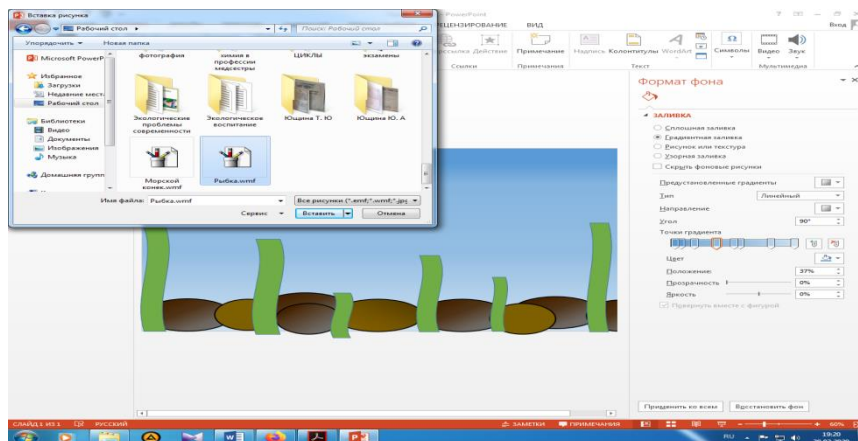 Вставка рисунка
Рабочий стол
Поиск: Рабочий стол
Упорядочить
Новая папка
Microsoft PowerP
Избранное
Загрузки
Недавние мест
Рабочий стол
Библиотеки
Видео
Документы
Изображения
Музыка
Домашняя групп
фотография
химия в профессии медсестры
ЦИКЛЫ
экзамены
Экологические проблемы современности
Экологическое воспитание
Ющина Т. Ю
Ющина Ю. А
Морской конек.wmf
Рыбка.wmf
Имя файла: Рыбка.wmf
Все рисунки (*.emf;*.wmf;*.jpg
Сервис
Вставить
Отмена
PowerPoint
РЕЦЕНЗИРОВАНИЕ ВИД
Вход
Действие
Примечание
Надпись
Колонтитулы
WordArt
Символы
Видео
Звук
Ссылки
Примечания
Текст
Мультимедиа
Формат фона
ЗАЛИВКА
Сплошная заливка
Градиентная заливка
Рисунок или текстура
Узорная заливка
Скрыть фоновые рисунки
Предустановленные градиенты
Тип
Линейный
Направление
Угол
90°
Точки градиента
Цвет
Положение
37%
Прозрачность
0%
Яркость
0%
Повернуть вместе с фигурой
Применить ко всем
Восстановить фон
СЛАЙД 1 ИЗ 1
РУССКИЙ
ЗАМЕТКИ
ПРИМЕЧАНИЯ
60%
RU
19:20